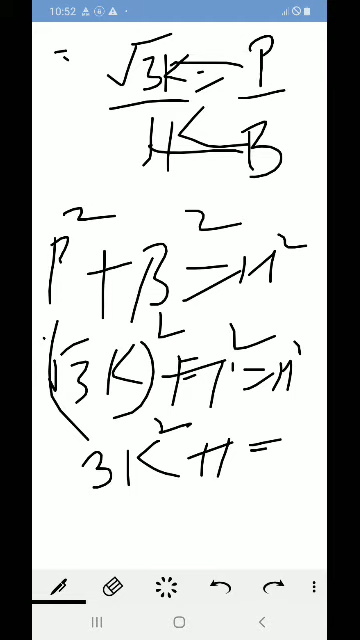 10:52
= √3K = P
1K B
P² + B² = H²
(√3K)² + 1² = H²
3K² + 1 =